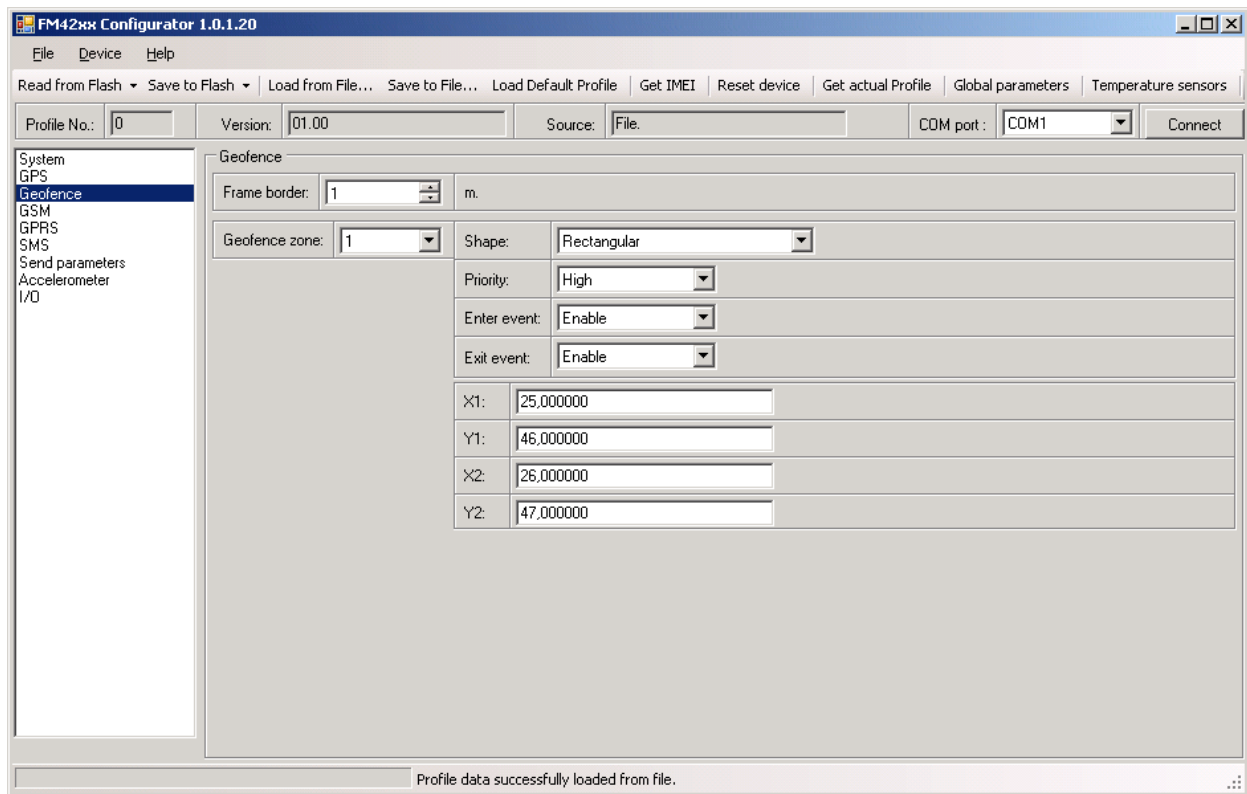 FM42xx Configurator 1.0.1.20
File Device Help
Read from Flash Save to Flash Load from File... Save to File... Load Default Profile Get IMEI Reset device Get actual Profile Global parameters Temperature sensors
Profile No.: 0 Version: 01.00 Source: File. COM port : COM1 Connect
System
GPS
Geofence
GSM
GPRS
SMS
Send parameters
Accelerometer
I/O
Geofence
Frame border: 1 m.
Geofence zone: 1 Shape: Rectangular
Priority: High
Enter event: Enable
Exit event: Enable
X1: 25,000000
Y1: 46,000000
X2: 26,000000
Y2: 47,000000
Profile data successfully loaded from file.